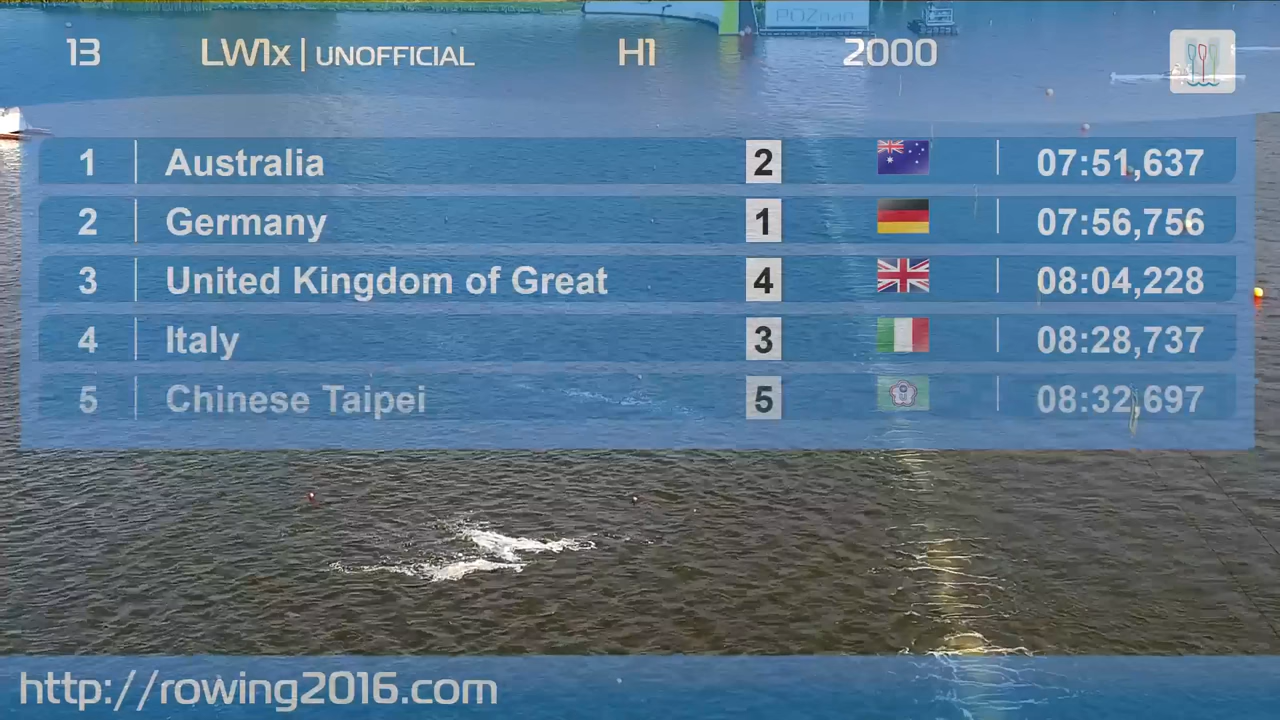 POZnan
13 LW1x | UNOFFICIAL H1 2000
1 Australia 2 07:51,637
2 Germany 1 07:56,756
3 United Kingdom of Great 4 08:04,228
4 Italy 3 08:28,737
5 Chinese Taipei 5 08:32,697
http://rowing2016.com